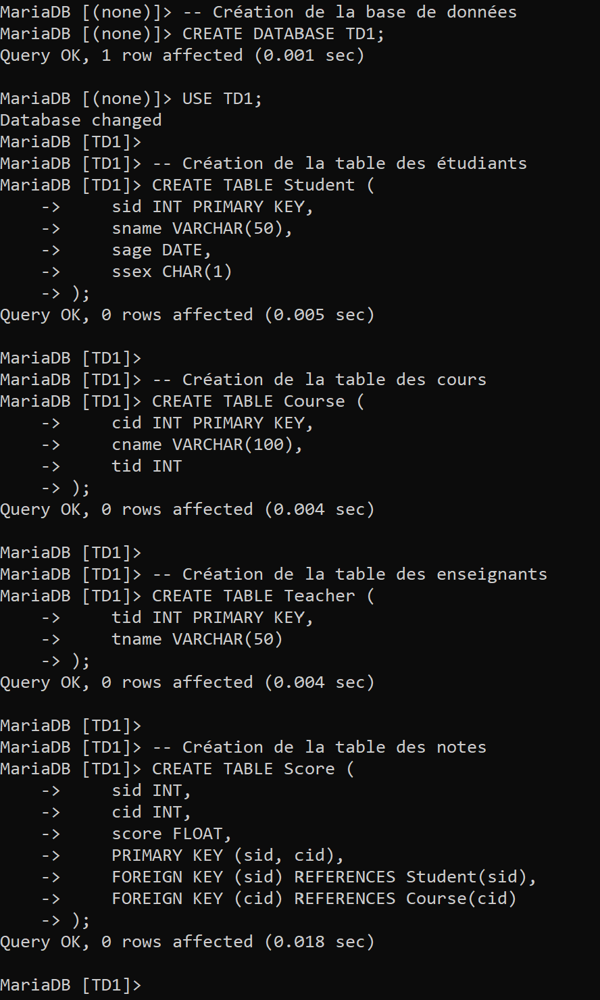 MariaDB [(none)]> -- Création de la base de données
MariaDB [(none)]> CREATE DATABASE TD1;
Query OK, 1 row affected (0.001 sec)

MariaDB [(none)]> USE TD1;
Database changed
MariaDB [TD1]>
MariaDB [TD1]> -- Création de la table des étudiants
MariaDB [TD1]> CREATE TABLE Student (
    ->     sid INT PRIMARY KEY,
    ->     sname VARCHAR(50),
    ->     sage DATE,
    ->     ssex CHAR(1)
    -> );
Query OK, 0 rows affected (0.005 sec)

MariaDB [TD1]>
MariaDB [TD1]> -- Création de la table des cours
MariaDB [TD1]> CREATE TABLE Course (
    ->     cid INT PRIMARY KEY,
    ->     cname VARCHAR(100),
    ->     tid INT
    -> );
Query OK, 0 rows affected (0.004 sec)

MariaDB [TD1]>
MariaDB [TD1]> -- Création de la table des enseignants
MariaDB [TD1]> CREATE TABLE Teacher (
    ->     tid INT PRIMARY KEY,
    ->     tname VARCHAR(50)
    -> );
Query OK, 0 rows affected (0.004 sec)

MariaDB [TD1]>
MariaDB [TD1]> -- Création de la table des notes
MariaDB [TD1]> CREATE TABLE Score (
    ->     sid INT,
    ->     cid INT,
    ->     score FLOAT,
    ->     PRIMARY KEY (sid, cid),
    ->     FOREIGN KEY (sid) REFERENCES Student(sid),
    ->     FOREIGN KEY (cid) REFERENCES Course(cid)
    -> );
Query OK, 0 rows affected (0.018 sec)

MariaDB [TD1]>